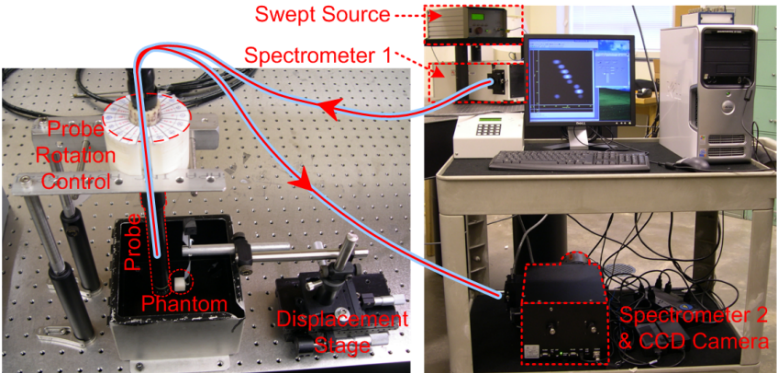 Swept Source
Spectrometer 1
Probe
Rotation
Control
Probe
Phantom
Displacement
Stage
Spectrometer 2
& CCD Camera